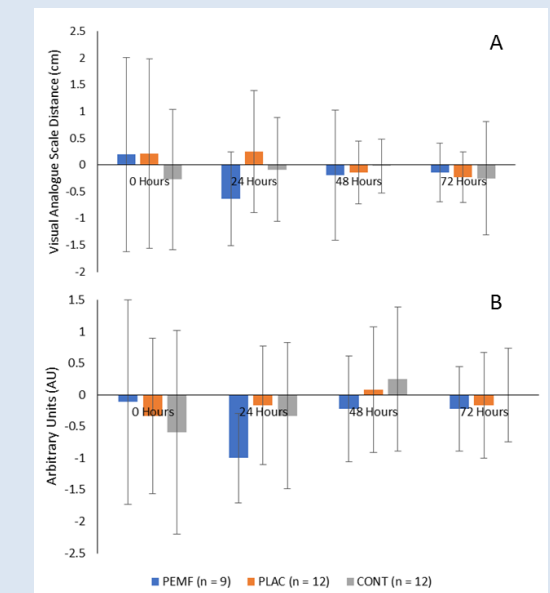 A
Visual Analogue Scale Distance (cm)
2.5
2
1.5
1
0.5
0
-0.5
-1
-1.5
-2
0 Hours
24 Hours
48 Hours
72 Hours
B
Arbitrary Units (AU)
1.5
1
0.5
0
-0.5
-1
-1.5
-2
-2.5
0 Hours
24 Hours
48 Hours
72 Hours
PEMF (n = 9) PLAC (n = 12) CONT (n = 12)